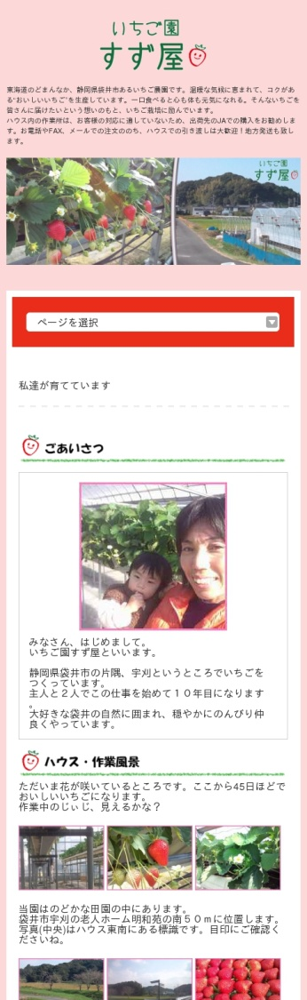 いちご園
すず屋
東海道のどまんなか、静岡県袋井市あるいちご農園です。温暖な気候に恵まれて、コクがあ
る“おいしいいちご”を生産しています。一口食べると心も体も元気になれる。そんないちごを
皆さんに届けたいという想いのもと、いちご栽培に励んでいます。
ハウス内の作業所は、お客様の対応に適していないため、出荷先のJAでの購入をお勧めしま
す。お電話やFAX、メールでの注文ののち、ハウスでの引き渡しは大歓迎！地方発送も致し
ます。
いちご園
すず屋
ページを選択
私達が育てています
ごあいさつ
みなさん、はじめまして。
いちご園すず屋といいます。
静岡県袋井市の片隅、宇刈というところでいちごを
つくっています。
主人と２人でこの仕事を始めて１０年目になります
。
大好きな袋井の自然に囲まれ、穏やかにのんびり仲
良くやっています。
ハウス・作業風景
ただいま花が咲いているところです。ここから45日ほどで
おいしいいちごになります。
作業中のじぃじ、見えるかな？
当園はのどかな田園の中にあります。
袋井市宇刈の老人ホーム明和苑の南５０ｍに位置します。
写真(中央)はハウス東南にある標識です。目印にご確認く
ださいね。